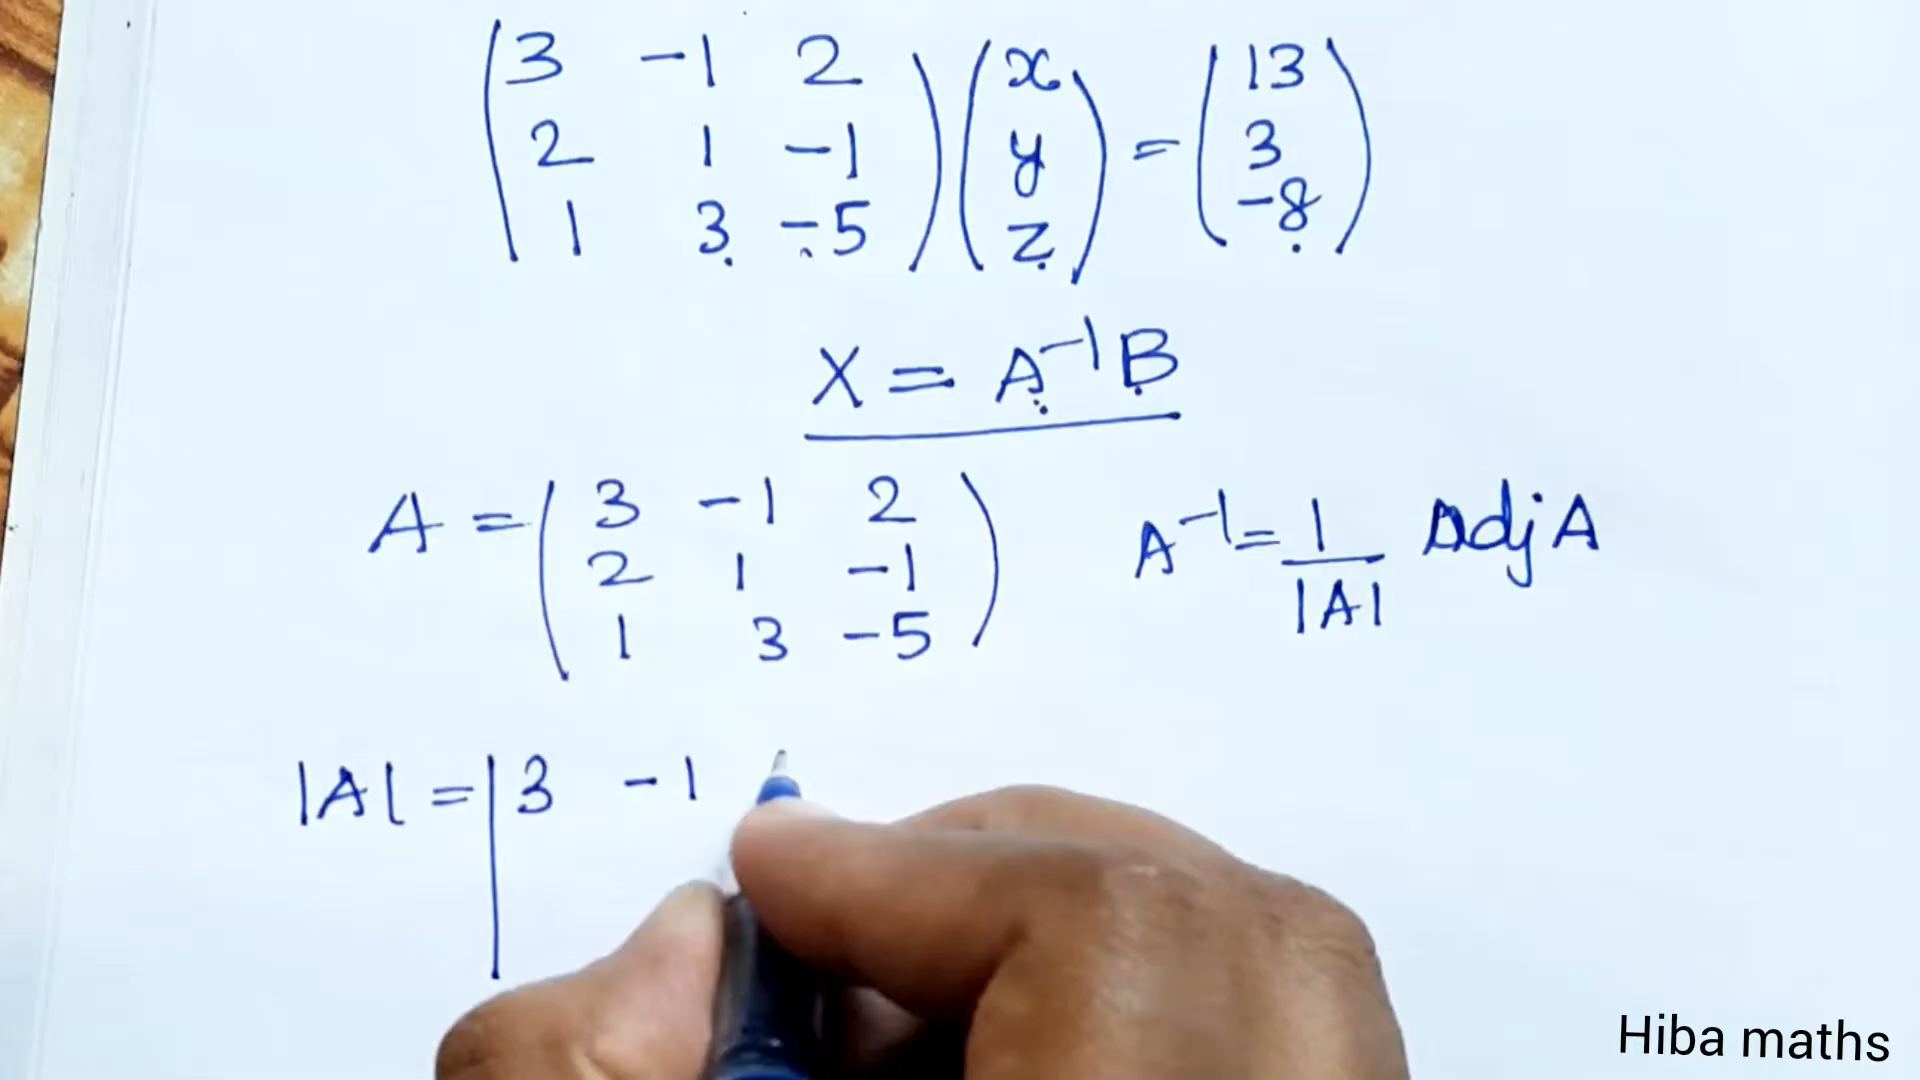 3 -1 2 x 13
2 1 -1 y = 3
1 3 -5 z -8
X = A⁻¹B
A = 3 -1 2
2 1 -1
1 3 -5
A⁻¹ = 1/|A| Adj A
|A| = |3 -1
Hiba maths